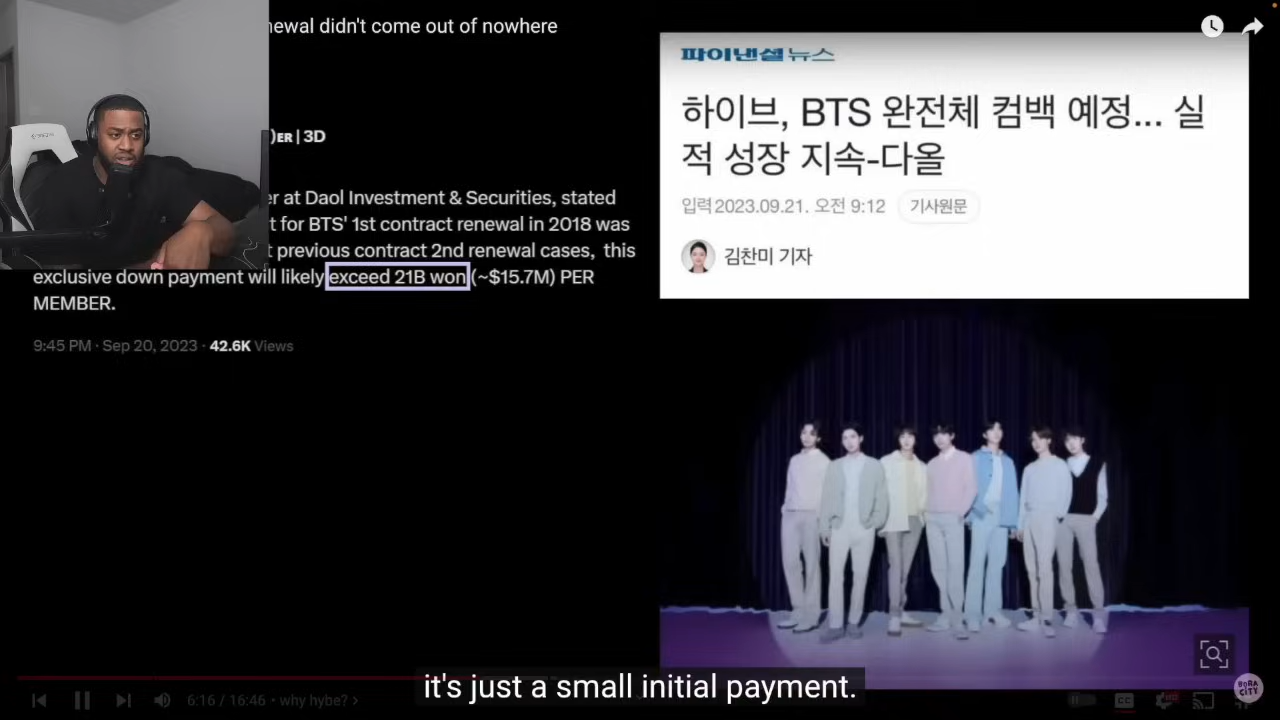 newal didn't come out of nowhere
ER | 3D
er at Daol Investment & Securities, stated
t for BTS' 1st contract renewal in 2018 was
t previous contract 2nd renewal cases, this
exclusive down payment will likely exceed 21B won (~$15.7M) PER
MEMBER.
9:45 PM · Sep 20, 2023 · 42.6K Views
파이낸셜뉴스
하이브, BTS 완전체 컴백 예정... 실
적 성장 지속-다올
입력 2023.09.21. 오전 9:12
기사원문
김찬미 기자
it's just a small initial payment.
6:16 / 16:46 · why hybe? >
CC
BORA
CITY